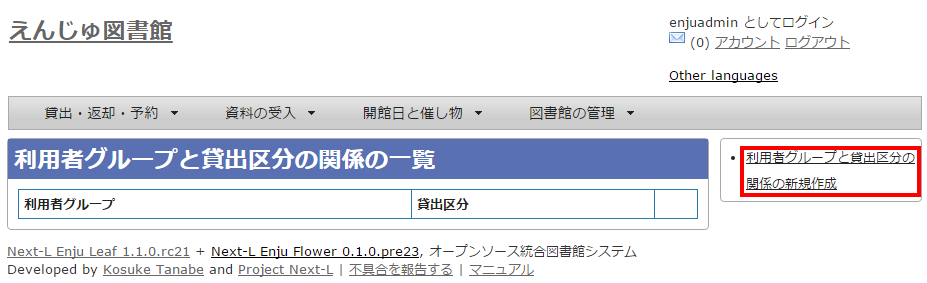 えんじゅ図書館
enjuadmin としてログイン
(0) アカウント ログアウト
Other languages
貸出・返却・予約 資料の受入 開館日と催し物 図書館の管理
利用者グループと貸出区分の関係の一覧
利用者グループ 貸出区分
利用者グループと貸出区分の
関係の新規作成
Next-L Enju Leaf 1.1.0.rc21 + Next-L Enju Flower 0.1.0.pre23, オープンソース統合図書館システム
Developed by Kosuke Tanabe and Project Next-L | 不具合を報告する | マニュアル